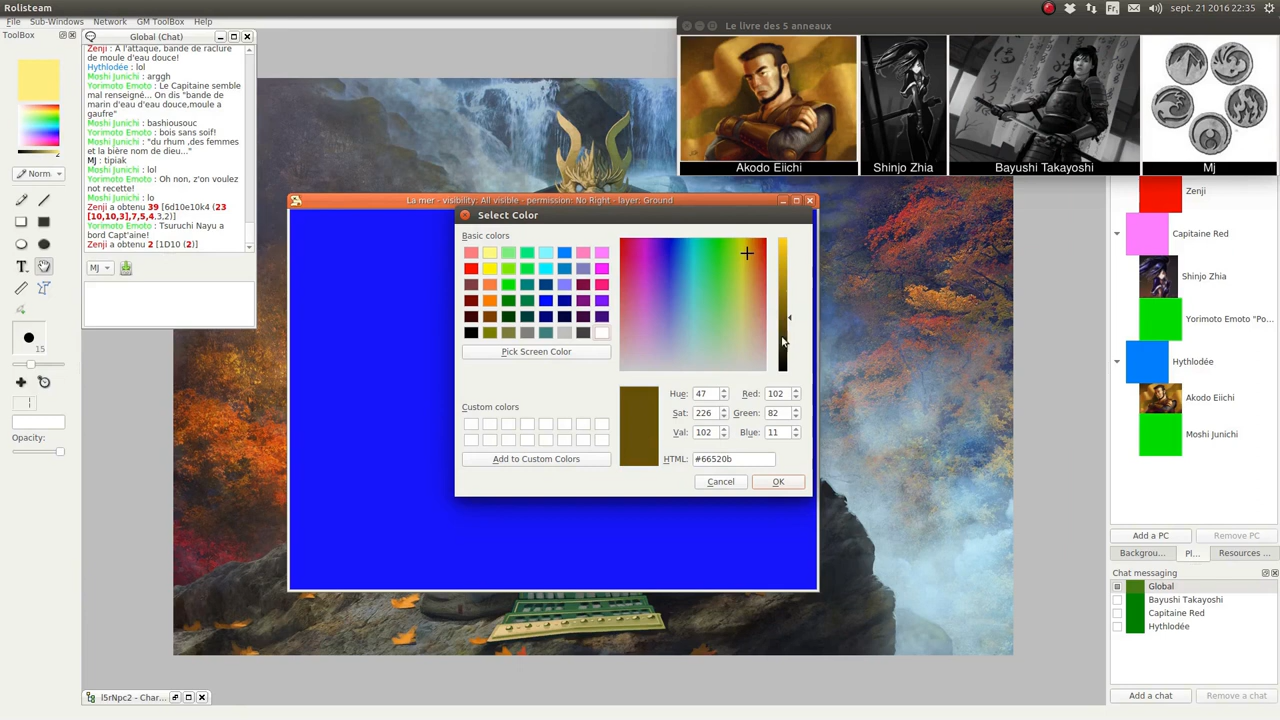 Rolisteam
Fr
sept. 21 2016 22:35
File Sub-Windows Network GM ToolBox Help
ToolBox
Norm
15
Opacity:
Global (Chat)
Zenji : A l'attaque, bande de raclure
de moule d'eau douce!
Hythlodée : lol
Moshi Junichi : arggh
Yorimoto Emoto : Le Capitaine semble
mal renseigné... On dis "bande de
marin d'eau d'eau douce,moule a
gaufre"
Moshi Junichi : bashiousouc
Yorimoto Emoto : bois sans soif!
Moshi Junichi : "du rhum ,des femmes
et la bière nom de dieu..."
MJ : tipiak
Moshi Junichi : lol
Yorimoto Emoto : Oh non, z'on voulez
not recette!
Moshi Junichi : lo
Zenji a obtenu 39 [6d10e10k4 (23
[10,10,3],7,5,4,3,2)]
Yorimoto Emoto : Tsuruchi Nayu a
bord Capt'aine!
Zenji a obtenu 2 [1D10 (2)]
MJ
Le livre des 5 anneaux
Akodo Eiichi
Shinjo Zhia
Bayushi Takayoshi
Mj
La mer - visibility: All visible - permission: No Right - layer: Ground
Select Color
Basic colors
Pick Screen Color
Custom colors
Add to Custom Colors
Hue: 47 Red: 102
Sat: 226 Green: 82
Val: 102 Blue: 11
HTML: #66520b
Cancel OK
Zenji
Capitaine Red
Shinjo Zhia
Yorimoto Emoto "Po...
Hythlodée
Akodo Eiichi
Moshi Junichi
Add a PC Remove PC
Backgrou... Pl... Resources ...
Chat messaging
Global
Bayushi Takayoshi
Capitaine Red
Hythlodée
Add a chat Remove a chat
l5rNpc2 - Char...